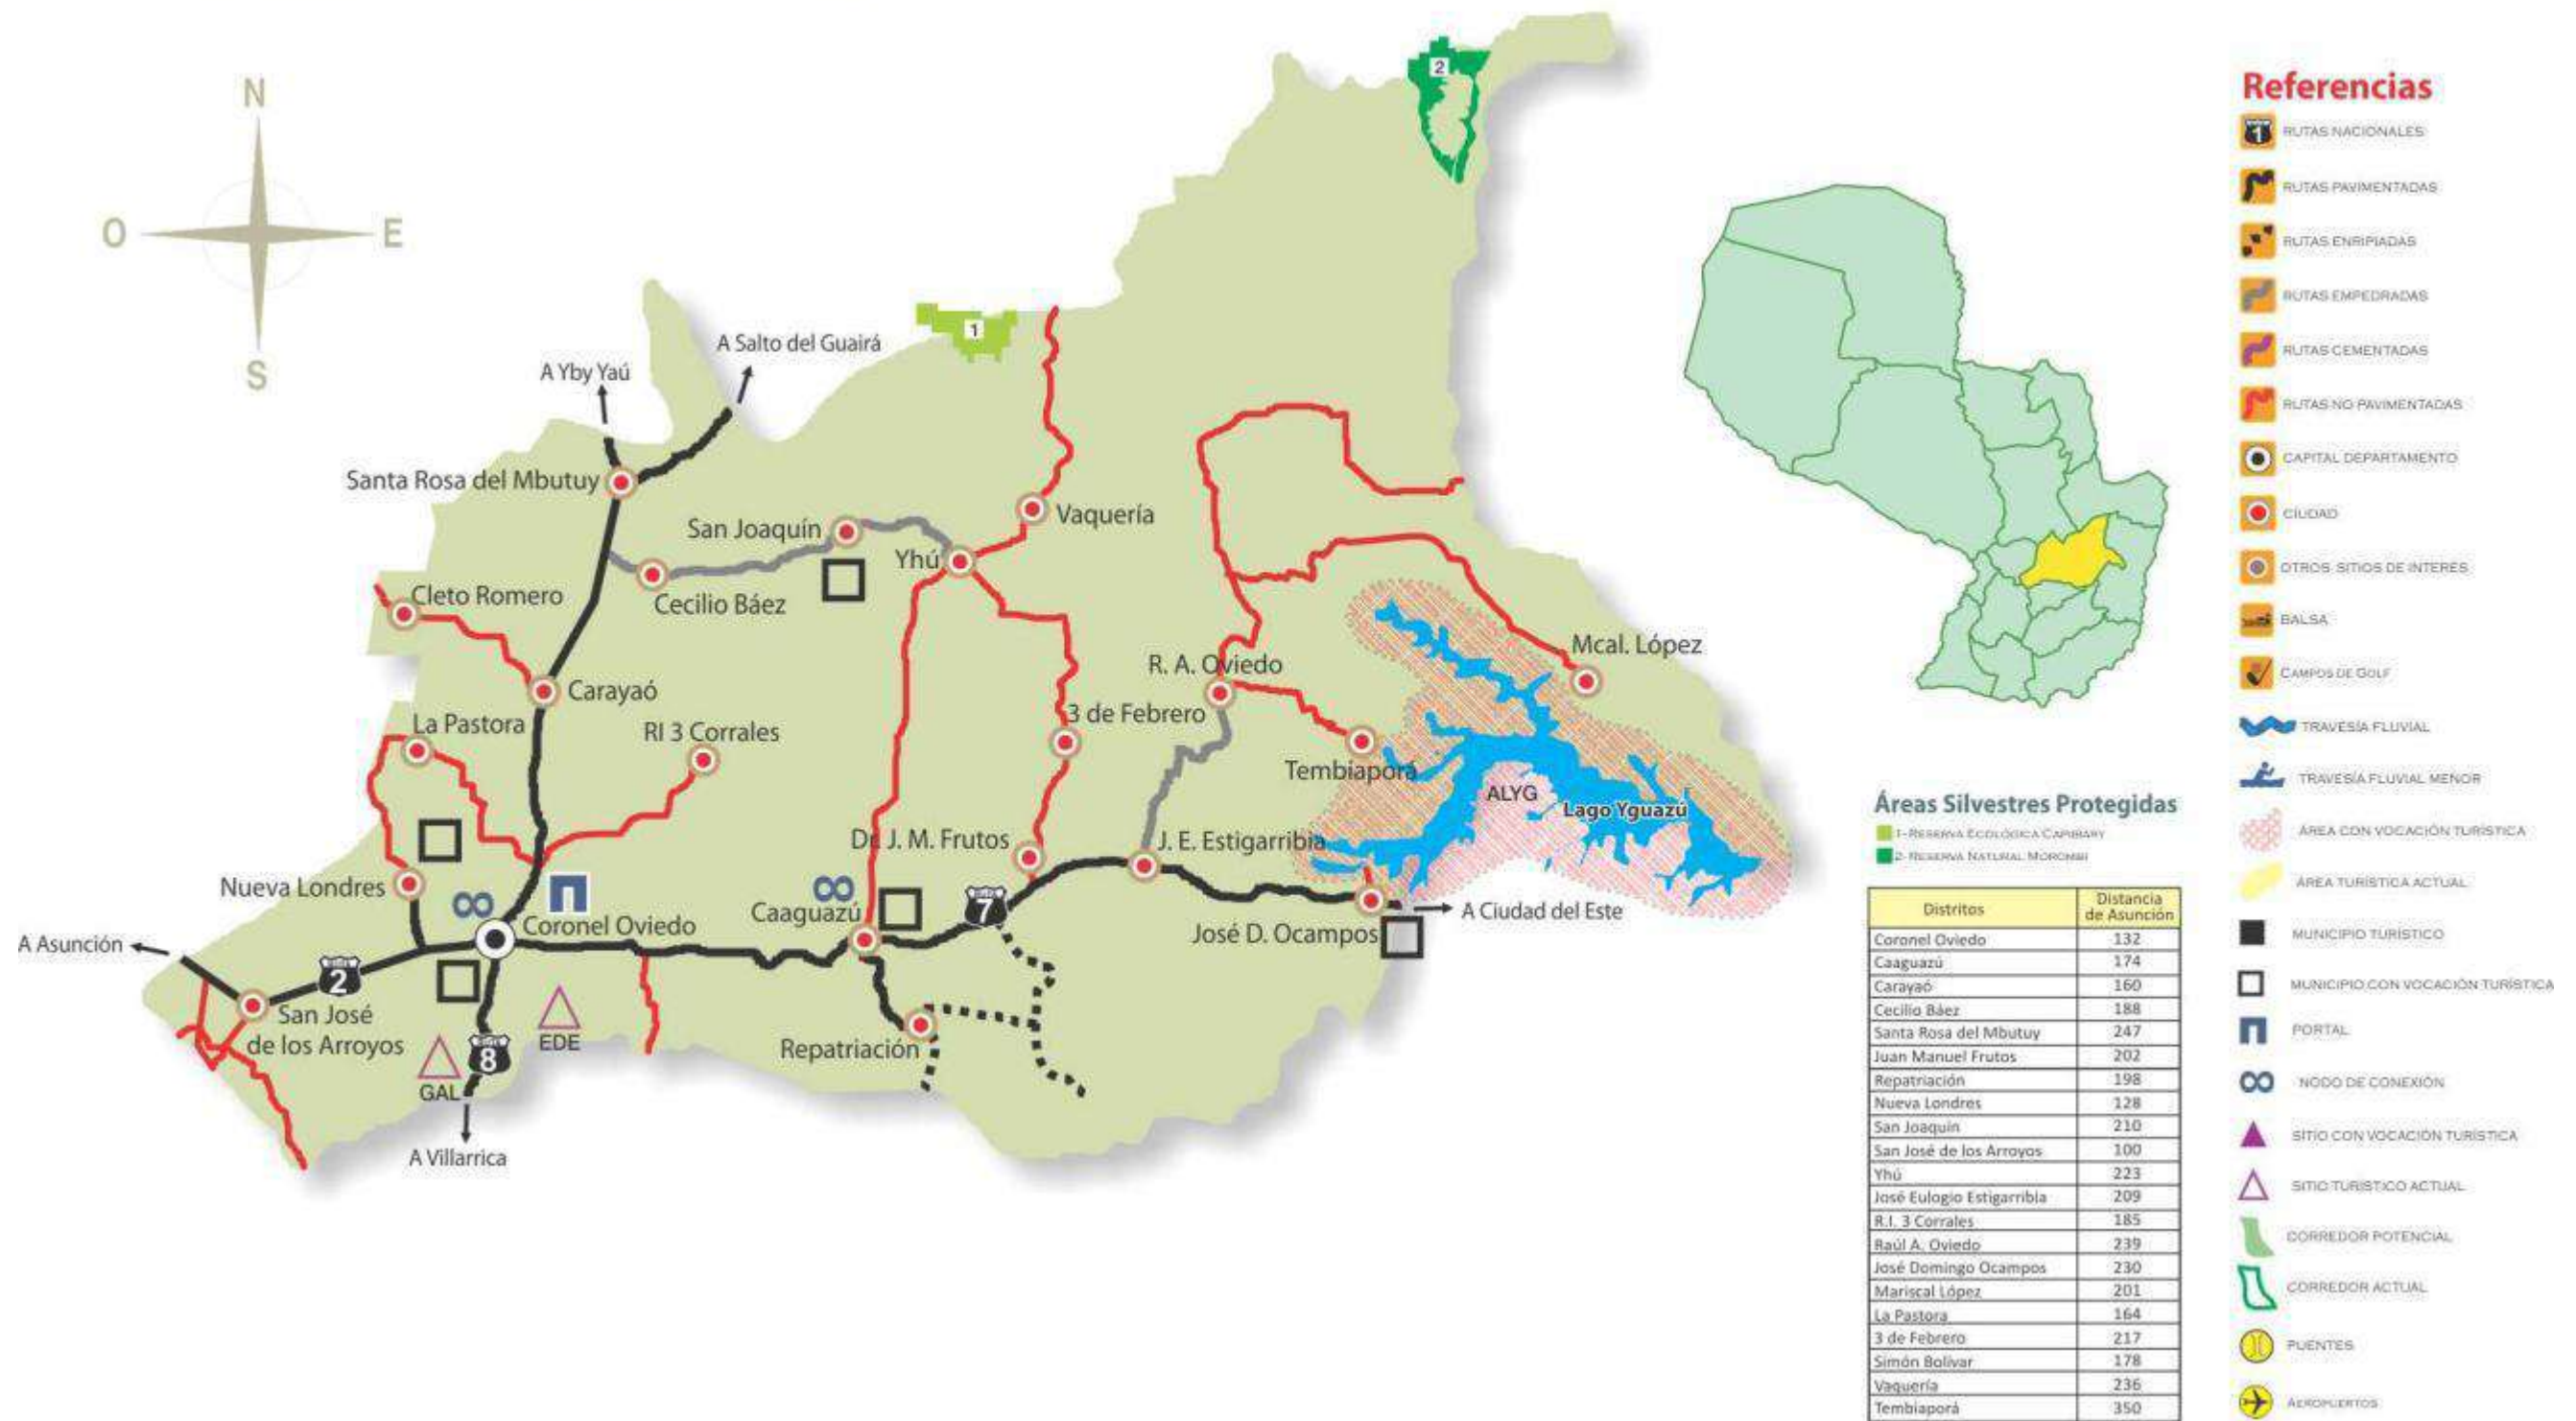 N
O
E
S
2
1
A Salto del Guairá
A Yby Yaú
Santa Rosa del Mbutuy
San Joaquín
Vaquería
Yhú
Cleto Romero
Cecilio Báez
Mcal. López
R. A. Oviedo
Carayaó
La Pastora
RI 3 Corrales
3 de Febrero
Tembiaporá
ALYG
Lago Yguazú
Dr. J. M. Frutos
J. E. Estigarribia
Nueva Londres
Coronel Oviedo
Caaguazú
7
A Ciudad del Este
José D. Ocampos
A Asunción
2
San José
de los Arroyos
8
EDE
GAL
Repatriación
A Villarrica
Áreas Silvestres Protegidas
1-RESERVA ECOLÓGICA CAPIIBARY
2-RESERVA NATURAL MOROMBI
Distritos Distancia de Asunción
Coronel Oviedo 132
Caaguazú 174
Carayaó 160
Cecilio Báez 188
Santa Rosa del Mbutuy 247
Juan Manuel Frutos 202
Repatriación 198
Nueva Londres 128
San Joaquin 210
San José de los Arroyos 100
Yhú 223
José Eulogio Estigarribia 209
R.I. 3 Corrales 185
Raúl A. Oviedo 239
José Domingo Ocampos 230
Mariscal López 201
La Pastora 164
3 de Febrero 217
Simón Bolívar 178
Vaquería 236
Tembiaporá 350
Referencias
1 RUTAS NACIONALES
RUTAS PAVIMENTADAS
RUTAS ENRIPIADAS
RUTAS EMPEDRADAS
RUTAS CEMENTADAS
RUTAS NO PAVIMENTADAS
CAPITAL DEPARTAMENTO
CIUDAD
OTROS SITIOS DE INTERES
BALSA
CAMPOS DE GOLF
TRAVESÍA FLUVIAL
TRAVESÍA FLUVIAL MENOR
ÁREA CON VOCACIÓN TURÍSTICA
ÁREA TURÍSTICA ACTUAL
MUNICIPIO TURÍSTICO
MUNICIPIO CON VOCACIÓN TURÍSTICA
PORTAL
NODO DE CONEXIÓN
SITIO CON VOCACIÓN TURÍSTICA
SITIO TURÍSTICO ACTUAL
CORREDOR POTENCIAL
CORREDOR ACTUAL
PUENTES
AEROPUERTOS